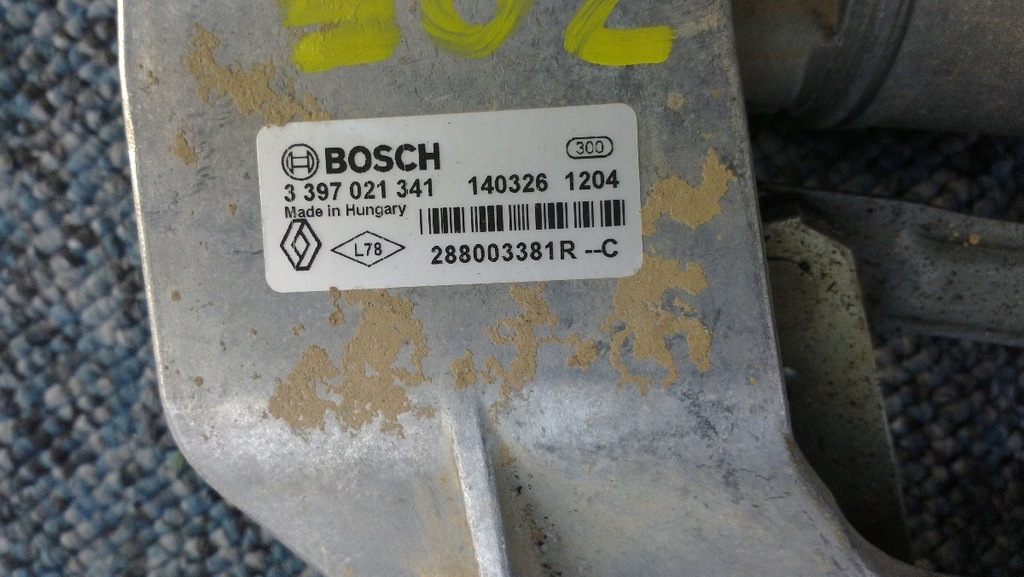 BOSCH 300
3 397 021 341 140326 1204
Made in Hungary
L78 288003381R --C